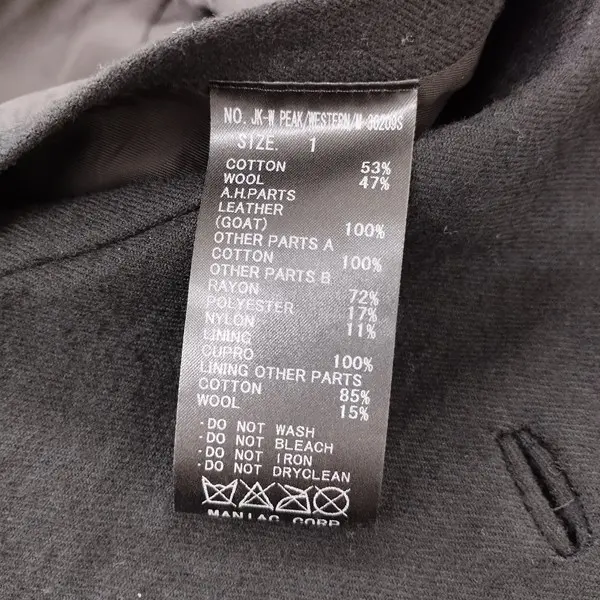 NO. JK-W PEAK/WESTERN/M-36203S
SIZE. 1
COTTON 53%
WOOL 47%
A.H.PARTS
LEATHER
(GOAT) 100%
OTHER PARTS A
COTTON 100%
OTHER PARTS B
RAYON 72%
POLYESTER 17%
NYLON 11%
LINING
CUPRO 100%
LINING OTHER PARTS
COTTON 85%
WOOL 15%
·DO NOT WASH
·DO NOT BLEACH
·DO NOT IRON
·DO NOT DRYCLEAN
MANIAC CORP